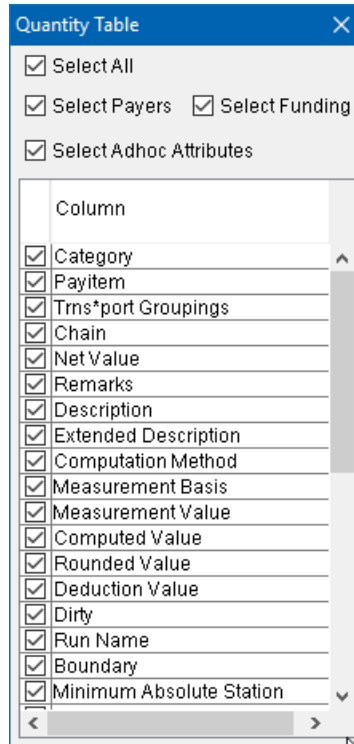 Quantity Table
Select All
Select Payers Select Funding
Select Adhoc Attributes
Column
Category
Payitem
Trns*port Groupings
Chain
Net Value
Remarks
Description
Extended Description
Computation Method
Measurement Basis
Measurement Value
Computed Value
Rounded Value
Deduction Value
Dirty
Run Name
Boundary
Minimum Absolute Station